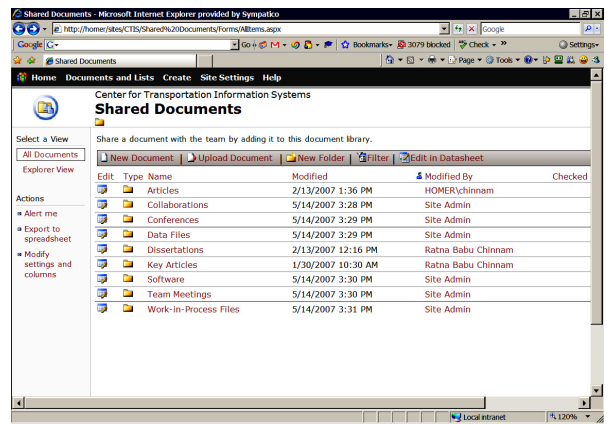 Shared Documents - Microsoft Internet Explorer provided by Sympatico
http://homer/sites/CTIS/Shared%20Documents/Forms/AllItems.aspx
Google
Google G Go Bookmarks 3079 blocked Check » Settings
Shared Documents Page Tools »
Home Documents and Lists Create Site Settings Help
Center for Transportation Information Systems
Shared Documents
Select a View
All Documents
Explorer View
Actions
Alert me
Export to
spreadsheet
Modify
settings and
columns
Share a document with the team by adding it to this document library.
New Document | Upload Document | New Folder | Filter | Edit in Datasheet
Edit Type Name Modified Modified By Checked
Articles 2/13/2007 1:36 PM HOMER\chinnam
Collaborations 5/14/2007 3:28 PM Site Admin
Conferences 5/14/2007 3:29 PM Site Admin
Data Files 5/14/2007 3:29 PM Site Admin
Dissertations 2/13/2007 12:16 PM Ratna Babu Chinnam
Key Articles 1/30/2007 10:30 AM Ratna Babu Chinnam
Software 5/14/2007 3:30 PM Site Admin
Team Meetings 5/14/2007 3:30 PM Site Admin
Work-in-Process Files 5/14/2007 3:31 PM Site Admin
Local intranet 120%